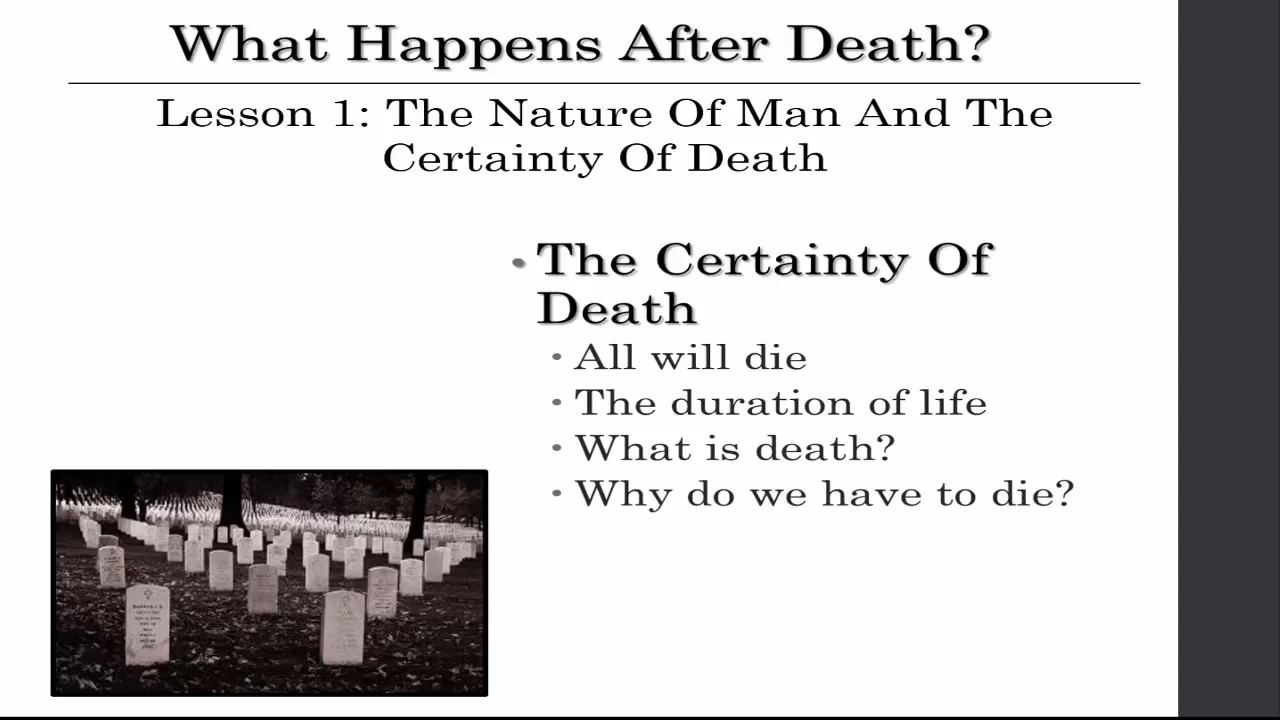 What Happens After Death?
Lesson 1: The Nature Of Man And The
Certainty Of Death
• The Certainty Of
Death
• All will die
• The duration of life
• What is death?
• Why do we have to die?